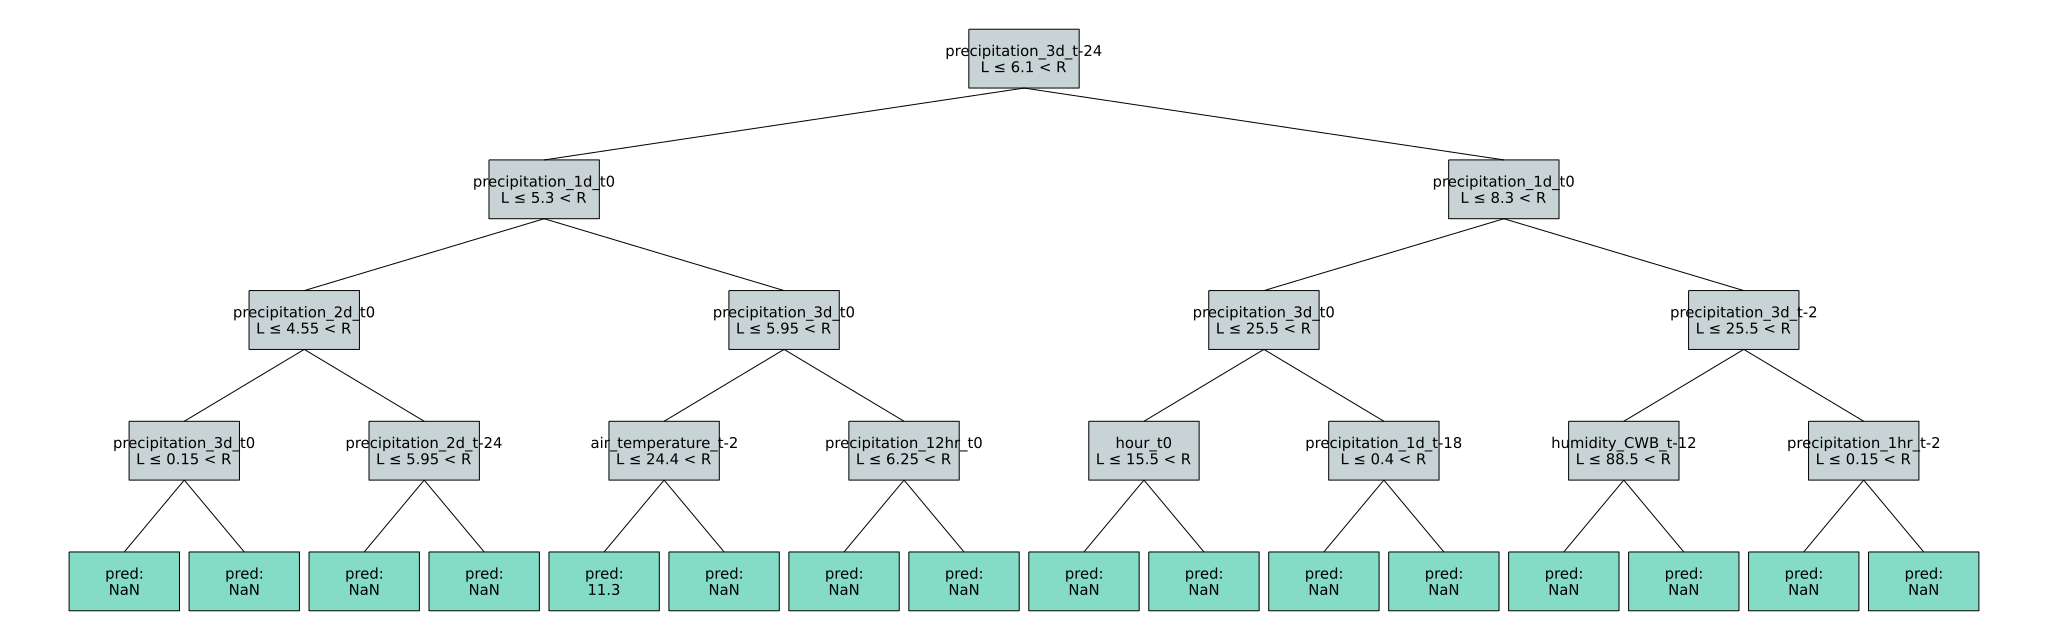 precipitation_3d_t-24
L ≤ 6.1 < R
precipitation_1d_t0
L ≤ 5.3 < R
precipitation_1d_t0
L ≤ 8.3 < R
precipitation_2d_t0
L ≤ 4.55 < R
precipitation_3d_t0
L ≤ 5.95 < R
precipitation_3d_t0
L ≤ 25.5 < R
precipitation_3d_t-2
L ≤ 25.5 < R
precipitation_3d_t0
L ≤ 0.15 < R
precipitation_2d_t-24
L ≤ 5.95 < R
air_temperature_t-2
L ≤ 24.4 < R
precipitation_12hr_t0
L ≤ 6.25 < R
hour_t0
L ≤ 15.5 < R
precipitation_1d_t-18
L ≤ 0.4 < R
humidity_CWB_t-12
L ≤ 88.5 < R
precipitation_1hr_t-2
L ≤ 0.15 < R
pred:
NaN
pred:
NaN
pred:
NaN
pred:
NaN
pred:
11.3
pred:
NaN
pred:
NaN
pred:
NaN
pred:
NaN
pred:
NaN
pred:
NaN
pred:
NaN
pred:
NaN
pred:
NaN
pred:
NaN
pred:
NaN